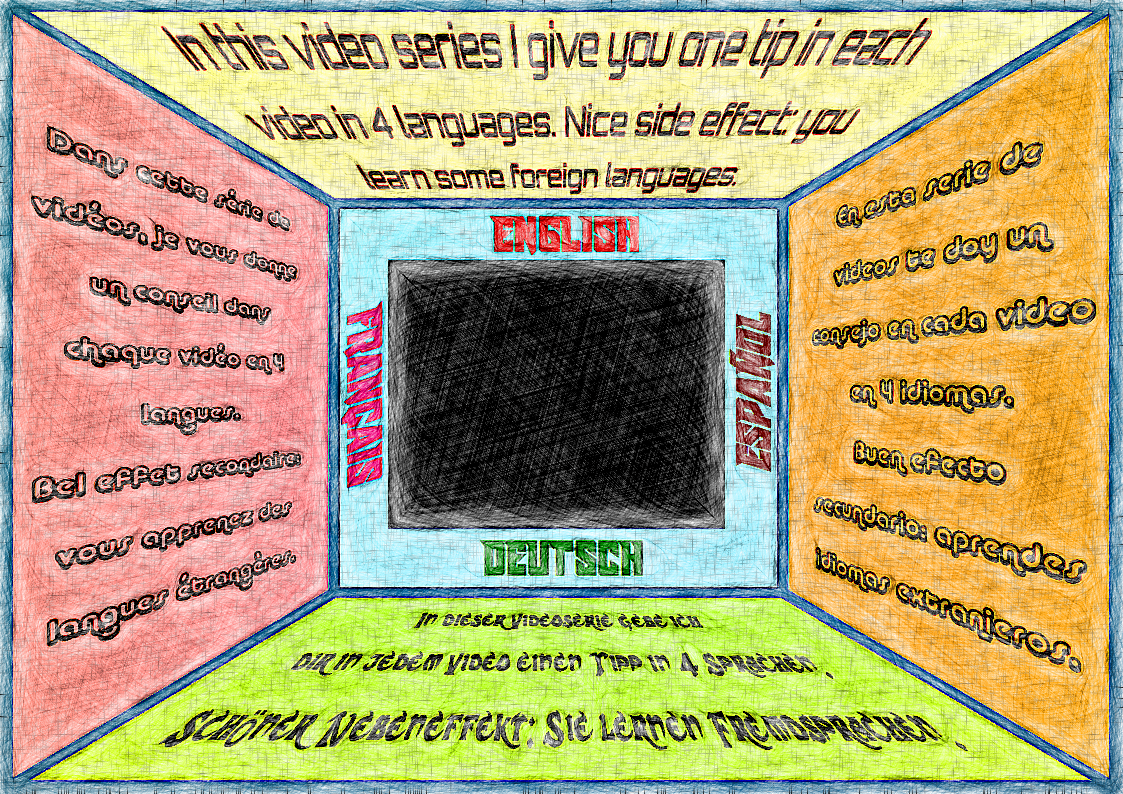 In this video series I give you one tip in each
video in 4 languages. Nice side effect: you
learn some foreign languages.
Dans cette série de
vidéos, je vous donne
un conseil dans
chaque vidéo en 4
langues.
Bel effet secondaire:
vous apprenez des
langues étrangères.
ENGLISH
FRANÇAIS
ESPAÑOL
DEUTSCH
En esta serie de
videos te doy un
consejo en cada video
en 4 idiomas.
Buen efecto
secundario: aprendes
idiomas extranjeros.
In dieser Videoserie gebe ich
dir in jedem Video einen Tipp in 4 Sprachen.
Schöner Nebeneffekt: Sie lernen Fremdsprachen.